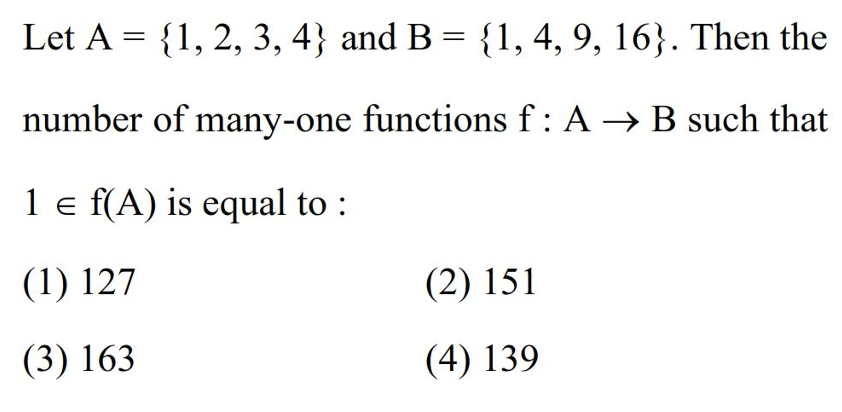 Let A = {1, 2, 3, 4} and B = {1, 4, 9, 16}. Then the
number of many-one functions f : A → B such that
1 ∈ f(A) is equal to :
(1) 127 (2) 151
(3) 163 (4) 139